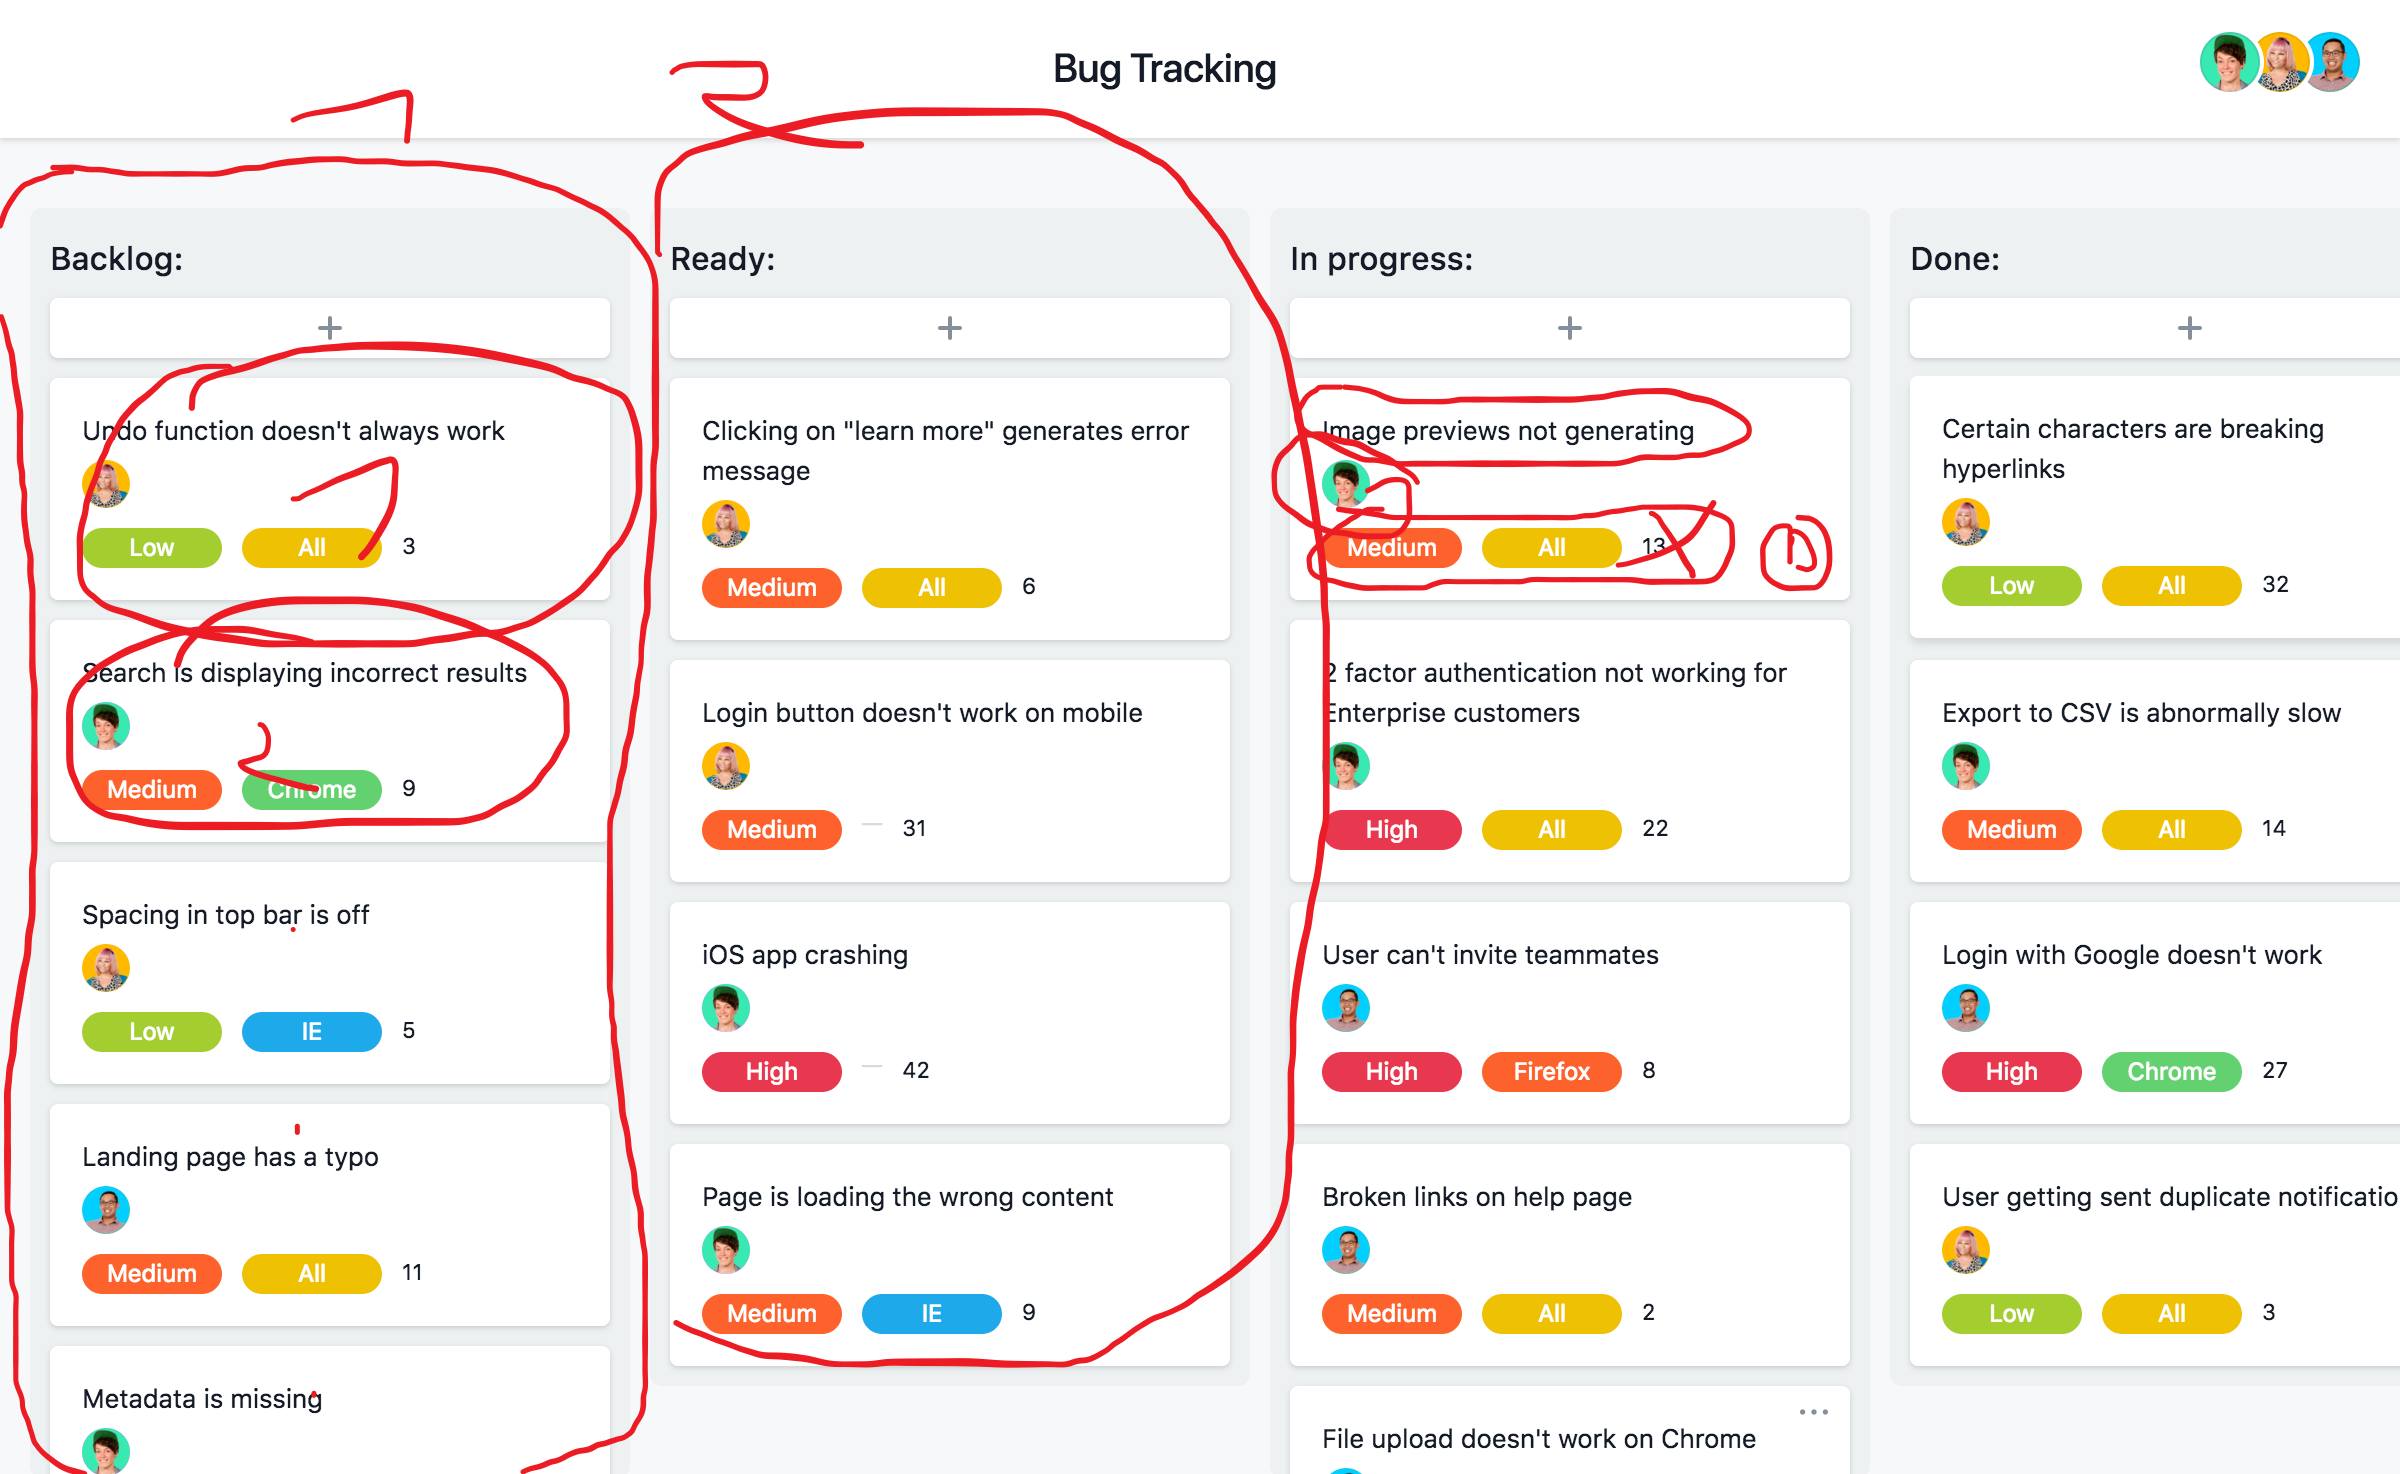 Bug Tracking
1
2
Backlog:
+
Undo function doesn't always work
1
Low All 3
Search is displaying incorrect results
2
Medium Chrome 9
Spacing in top bar is off
Low IE 5
Landing page has a typo
Medium All 11
Metadata is missing
Ready:
+
Clicking on "learn more" generates error
message
Medium All 6
Login button doesn't work on mobile
Medium — 31
iOS app crashing
High — 42
Page is loading the wrong content
Medium IE 9
In progress:
+
Image previews not generating
Medium All 13
2 factor authentication not working for
Enterprise customers
High All 22
User can't invite teammates
High Firefox 8
Broken links on help page
Medium All 2
...
File upload doesn't work on Chrome
Done:
+
Certain characters are breaking
hyperlinks
Low All 32
Export to CSV is abnormally slow
Medium All 14
Login with Google doesn't work
High Chrome 27
User getting sent duplicate notificatio
Low All 3